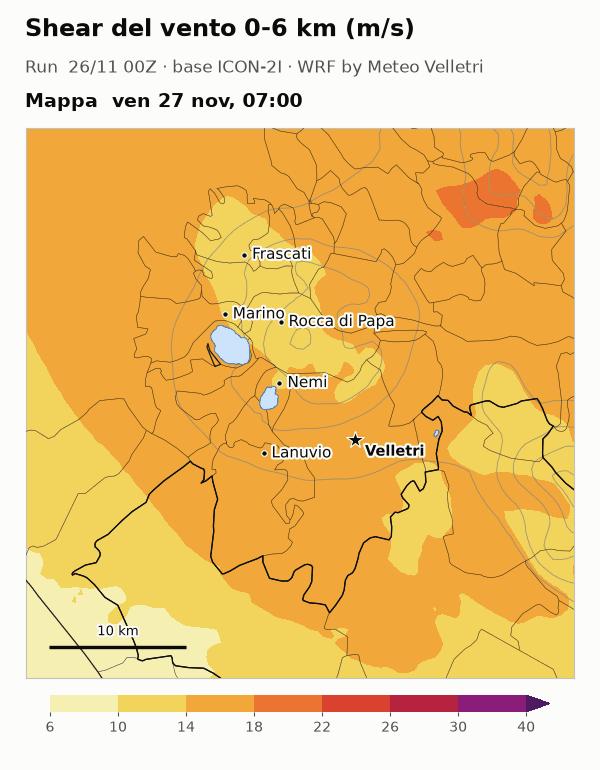 Shear del vento 0-6 km (m/s)
Run  26/11 00Z · base ICON-2I · WRF by Meteo Velletri
Mappa  ven 27 nov, 07:00
Frascati
Marino
Rocca di Papa
Nemi
Velletri
Lanuvio
10 km
6 10 14 18 22 26 30 40